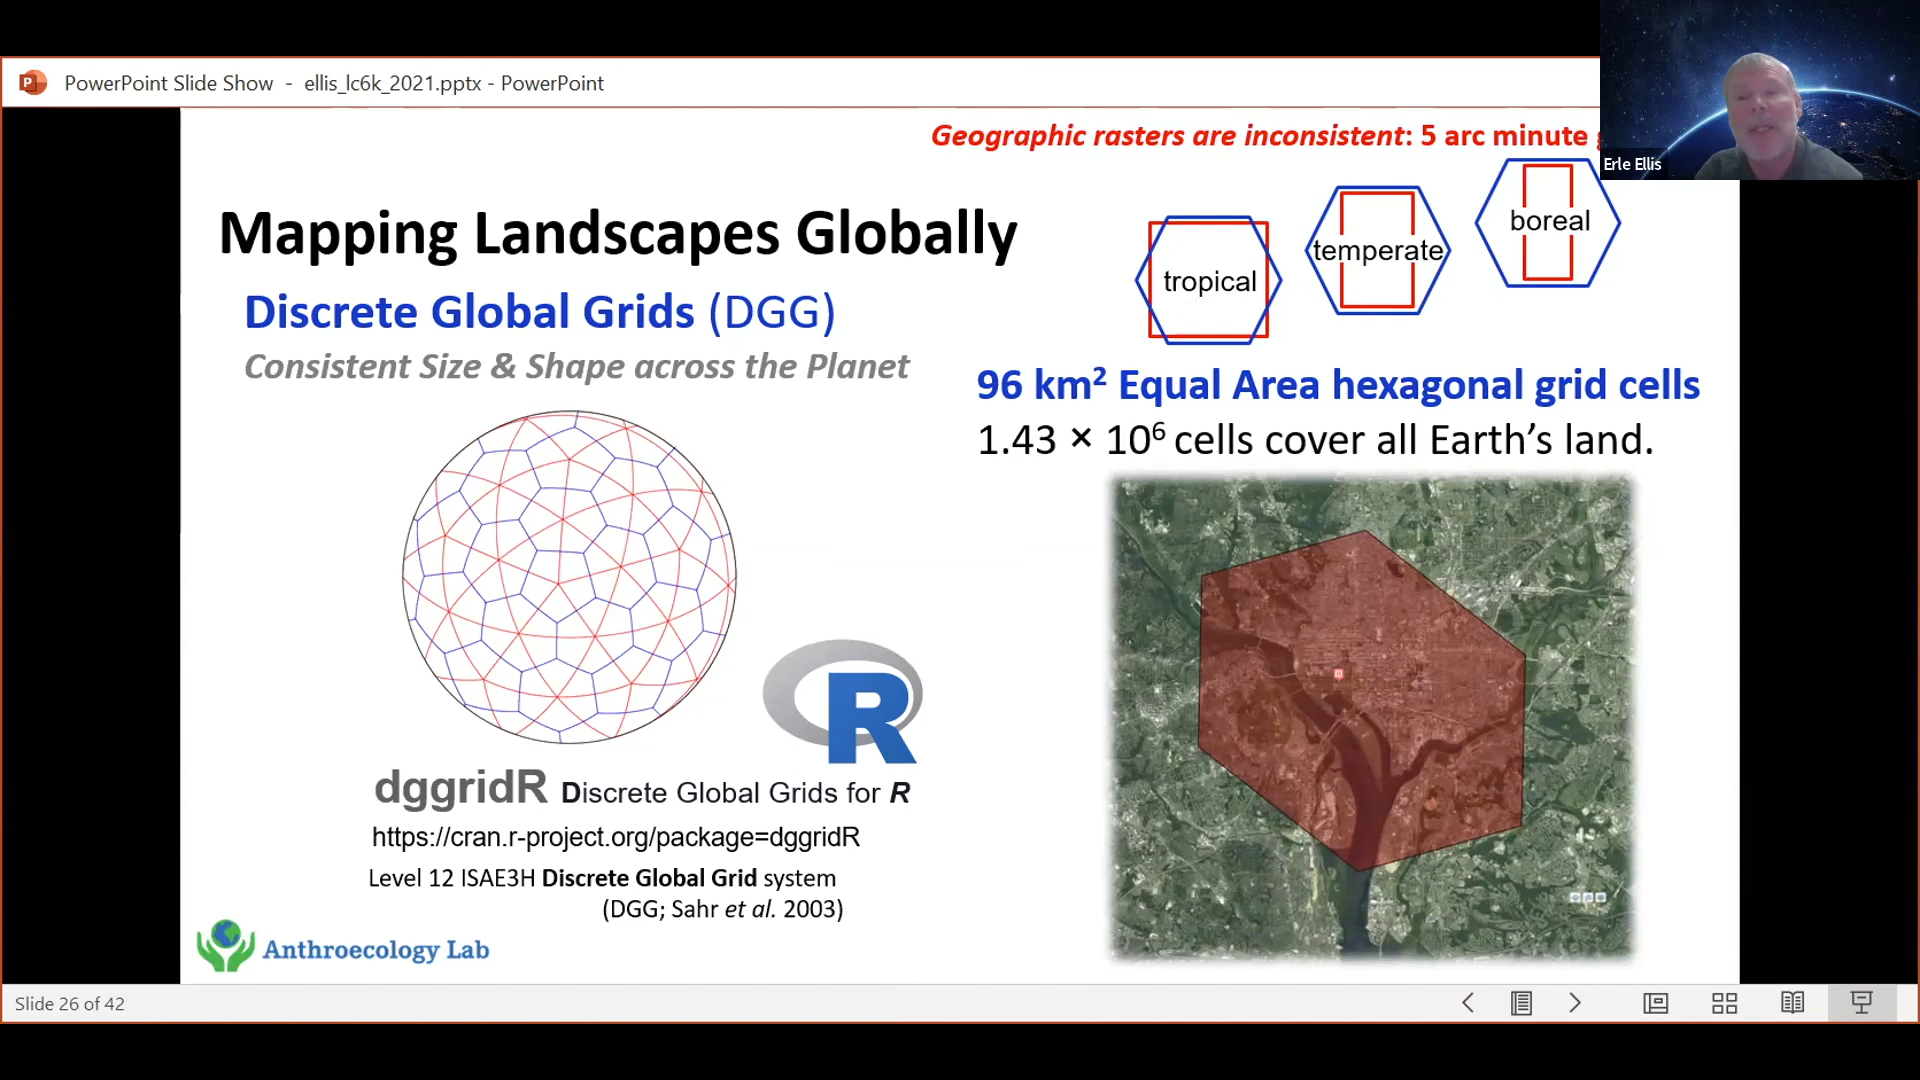 PowerPoint Slide Show - ellis_lc6k_2021.pptx - PowerPoint
Erle Ellis
Geographic rasters are inconsistent: 5 arc minute
Mapping Landscapes Globally
Discrete Global Grids (DGG)
Consistent Size & Shape across the Planet
tropical
temperate
boreal
96 km² Equal Area hexagonal grid cells
1.43 × 10⁶ cells cover all Earth’s land.
R
dggridR Discrete Global Grids for R
https://cran.r-project.org/package=dggridR
Level 12 ISAE3H Discrete Global Grid system
(DGG; Sahr et al. 2003)
Anthroecology Lab
Slide 26 of 42